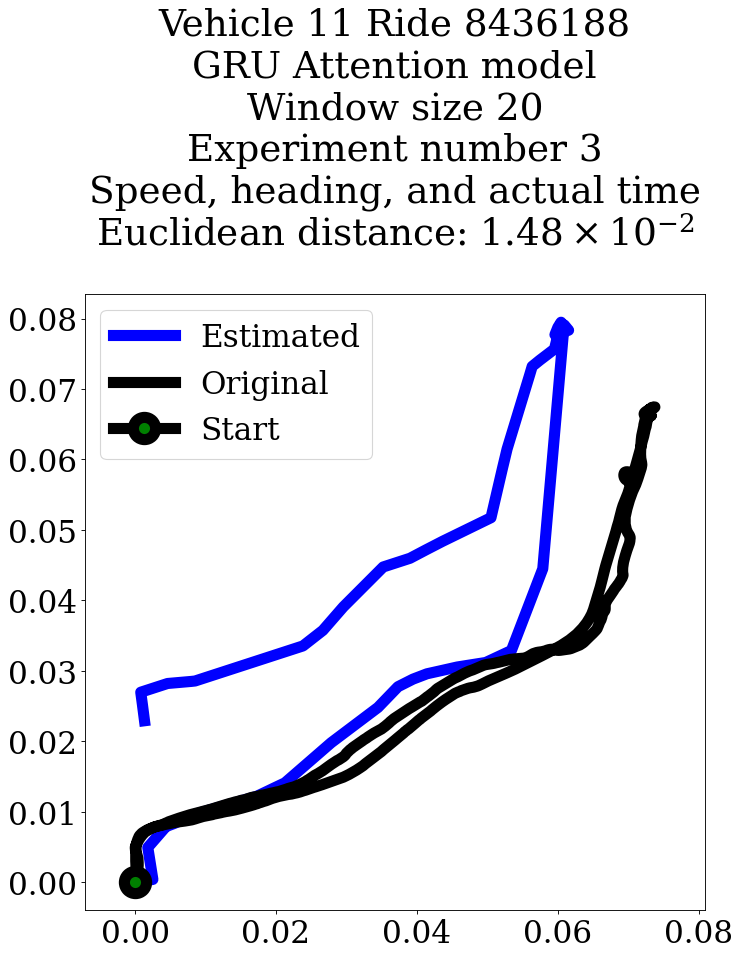 Vehicle 11 Ride 8436188
GRU Attention model
Window size 20
Experiment number 3
Speed, heading, and actual time
Euclidean distance: 1.48 × 10⁻²
Estimated
Original
Start
0.08
0.07
0.06
0.05
0.04
0.03
0.02
0.01
0.00
0.00 0.02 0.04 0.06 0.08